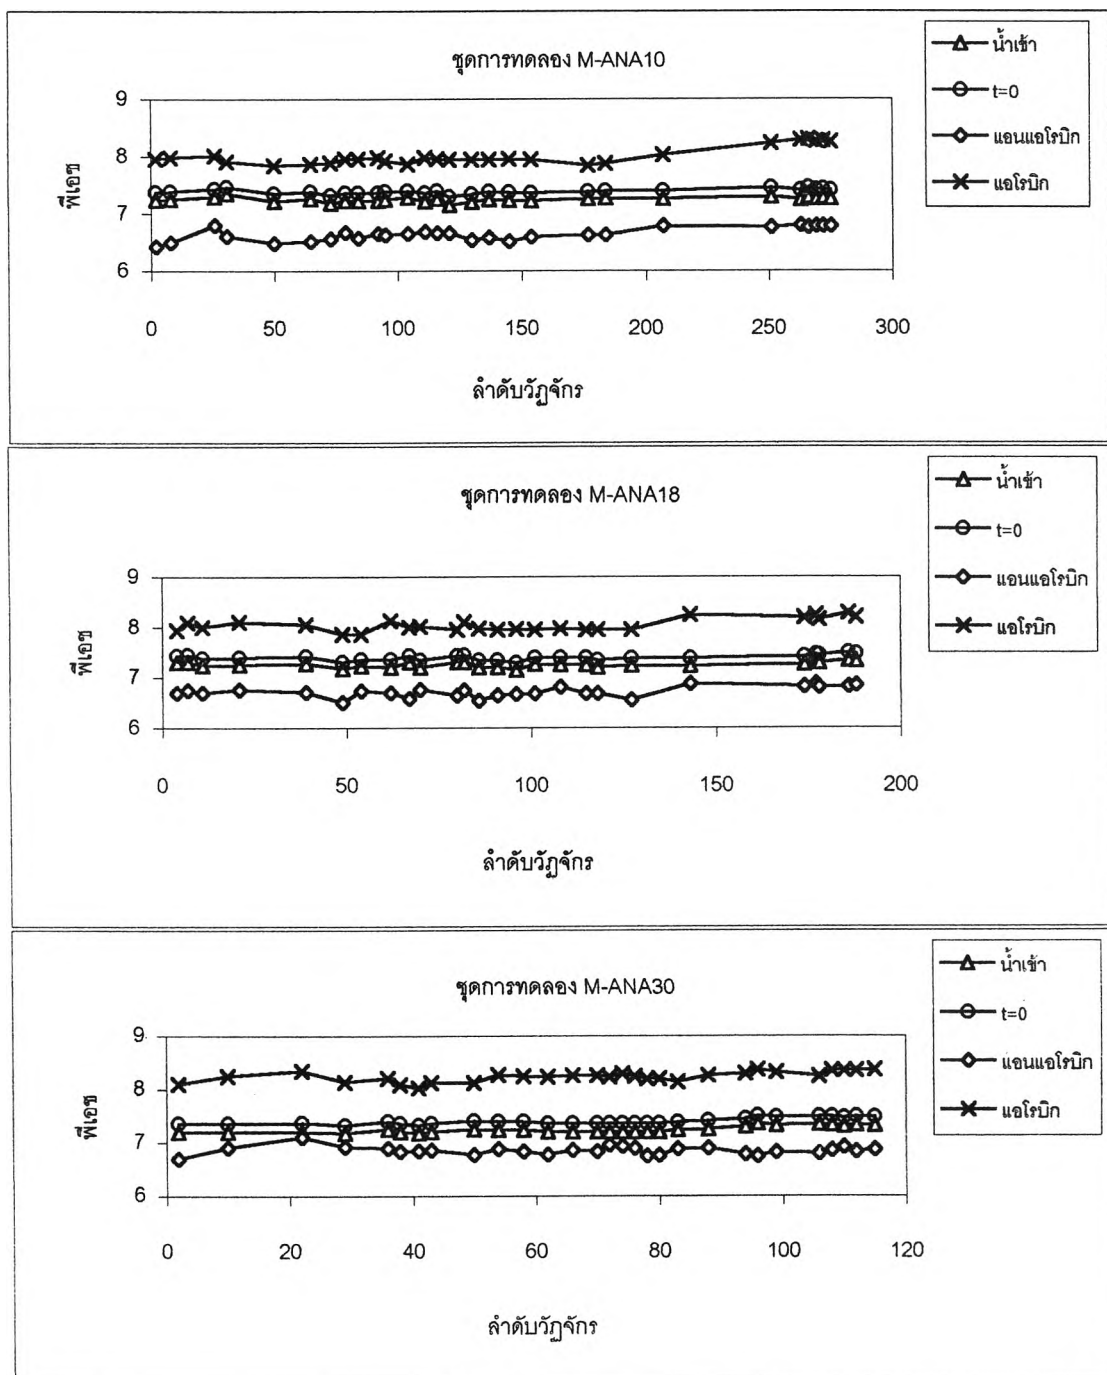 ชุดการทดลอง M-ANA10
น้ำเข้า
t=0
แอนแอโรบิก
แอโรบิก
พีเอช
9
8
7
6
0 50 100 150 200 250 300
ลำดับวัฏจักร
ชุดการทดลอง M-ANA18
น้ำเข้า
t=0
แอนแอโรบิก
แอโรบิก
พีเอช
9
8
7
6
0 50 100 150 200
ลำดับวัฏจักร
ชุดการทดลอง M-ANA30
น้ำเข้า
t=0
แอนแอโรบิก
แอโรบิก
พีเอช
9
8
7
6
0 20 40 60 80 100 120
ลำดับวัฏจักร